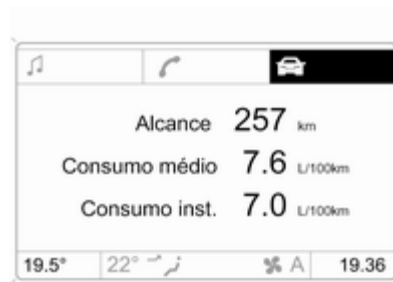 Alcance 257 km
Consumo médio 7.6 L/100km
Consumo inst. 7.0 L/100km
19.5° 22° A 19.36